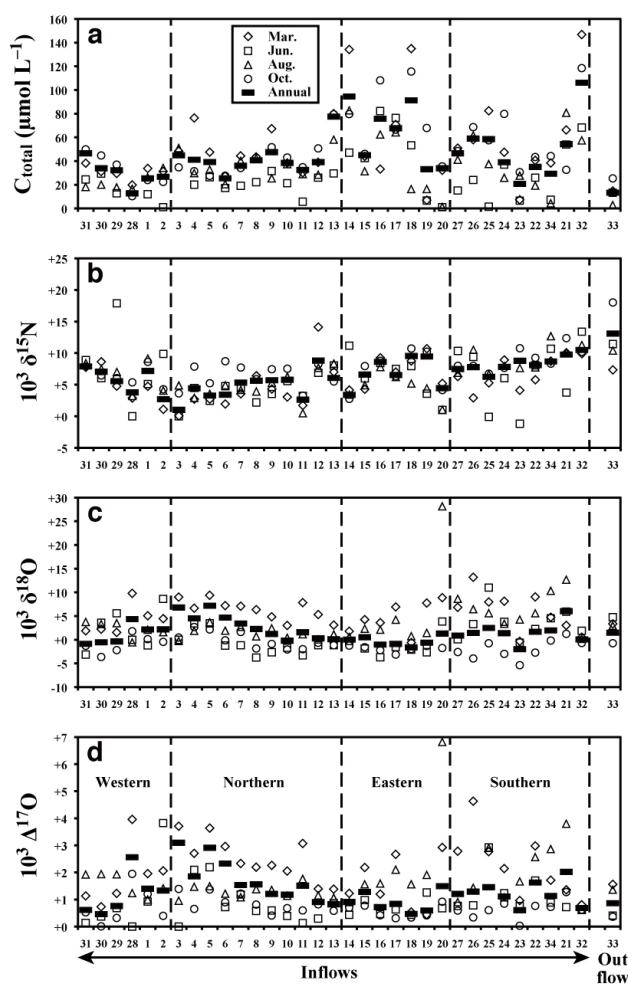 a
C total (μmol L⁻¹)
160
140
120
100
80
60
40
20
0
Mar.
Jun.
Aug.
Oct.
Annual
31 30 29 28 1 2 3 4 5 6 7 8 9 10 11 12 13 14 15 16 17 18 19 20 27 26 25 24 23 22 34 21 32 33
b
10³ δ¹⁵N
+25
+20
+15
+10
+5
+0
-5
31 30 29 28 1 2 3 4 5 6 7 8 9 10 11 12 13 14 15 16 17 18 19 20 27 26 25 24 23 22 34 21 32 33
c
10³ δ¹⁸O
+30
+25
+20
+15
+10
+5
+0
-5
-10
31 30 29 28 1 2 3 4 5 6 7 8 9 10 11 12 13 14 15 16 17 18 19 20 27 26 25 24 23 22 34 21 32 33
d
10³ Δ¹⁷O
+7
+6
+5
+4
+3
+2
+1
+0
Western Northern Eastern Southern
31 30 29 28 1 2 3 4 5 6 7 8 9 10 11 12 13 14 15 16 17 18 19 20 27 26 25 24 23 22 34 21 32 33
Inflows
Out
flow